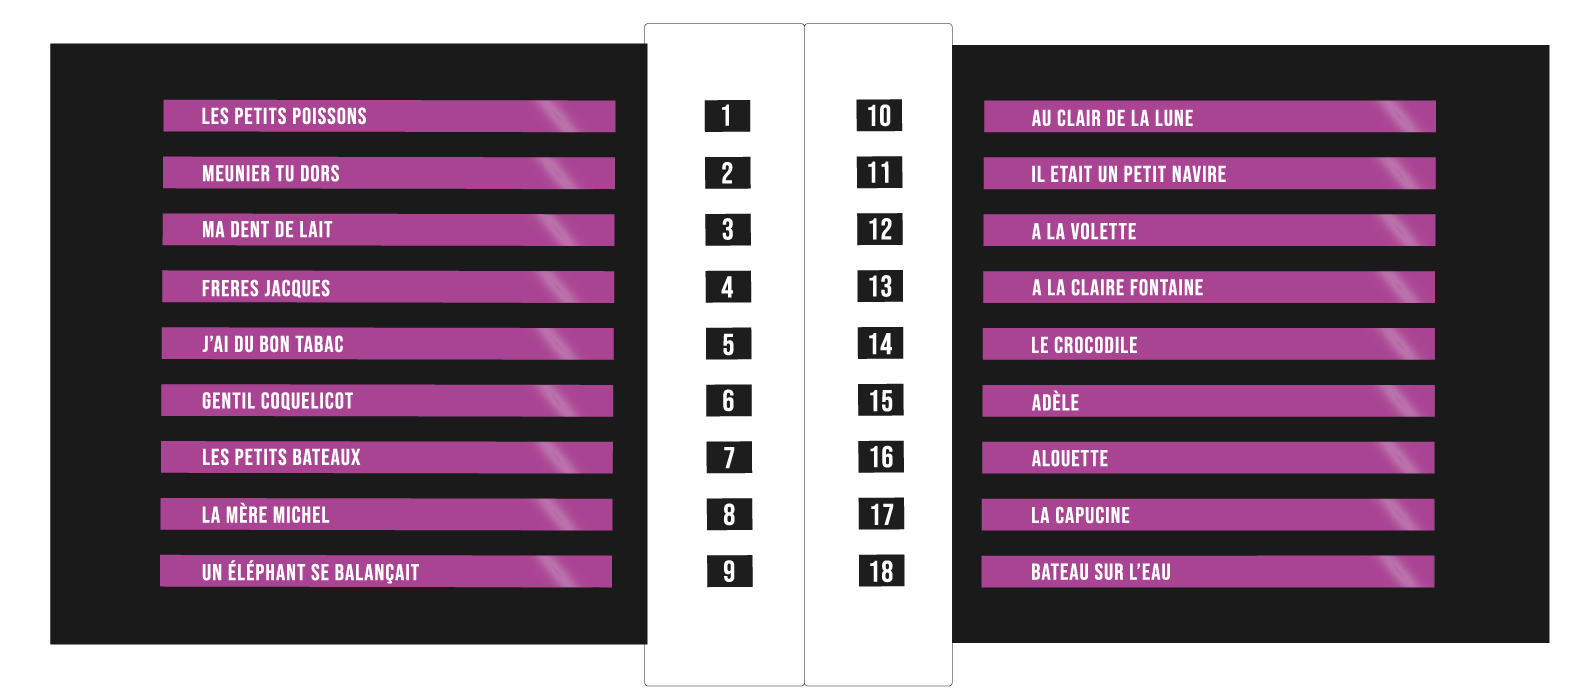 LES PETITS POISSONS 1
MEUNIER TU DORS 2
MA DENT DE LAIT 3
FRERES JACQUES 4
J'AI DU BON TABAC 5
GENTIL COQUELICOT 6
LES PETITS BATEAUX 7
LA MÈRE MICHEL 8
UN ÉLÉPHANT SE BALANÇAIT 9
10 AU CLAIR DE LA LUNE
11 IL ETAIT UN PETIT NAVIRE
12 A LA VOLETTE
13 A LA CLAIRE FONTAINE
14 LE CROCODILE
15 ADÈLE
16 ALOUETTE
17 LA CAPUCINE
18 BATEAU SUR L'EAU